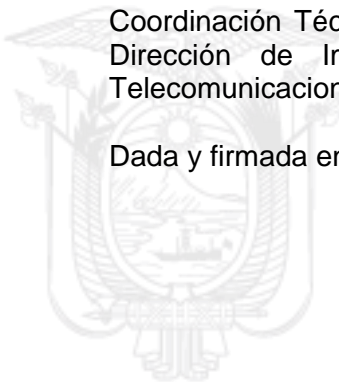 Coordinación Téc
Dirección de In
Telecomunicacion
Dada y firmada en